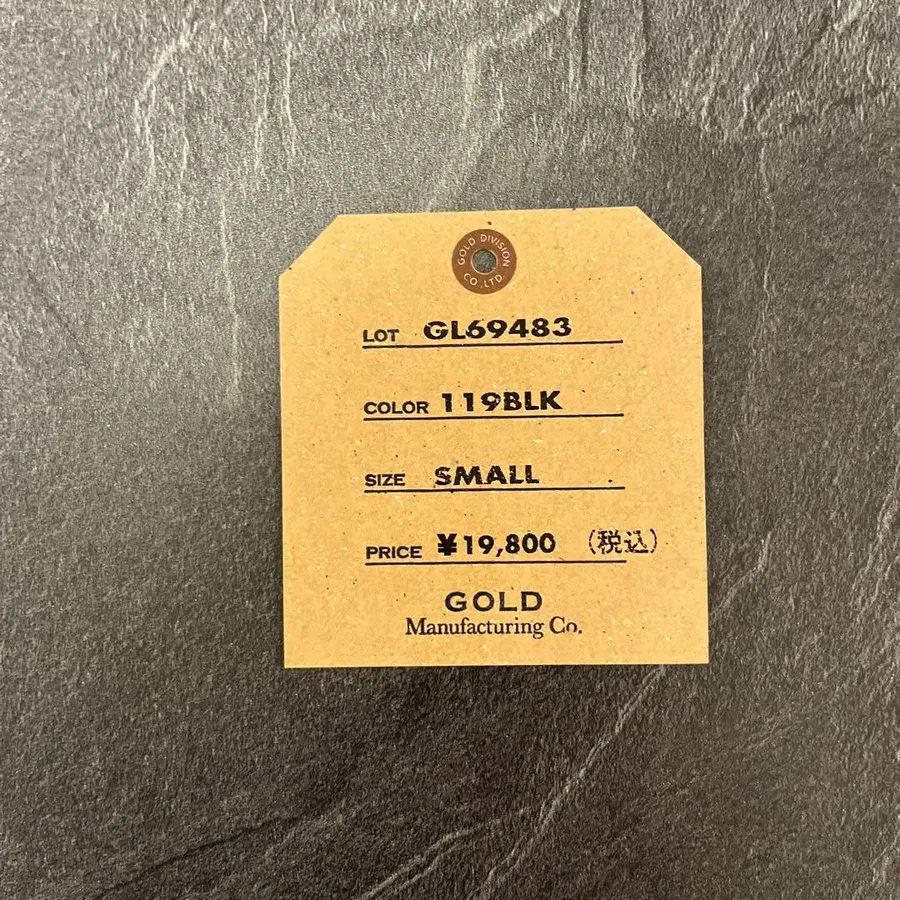 GOLD DIVISION
CO.,LTD.
LOT GL69483
COLOR 119BLK
SIZE SMALL
PRICE ¥19,800 (税込)
GOLD
Manufacturing Co.